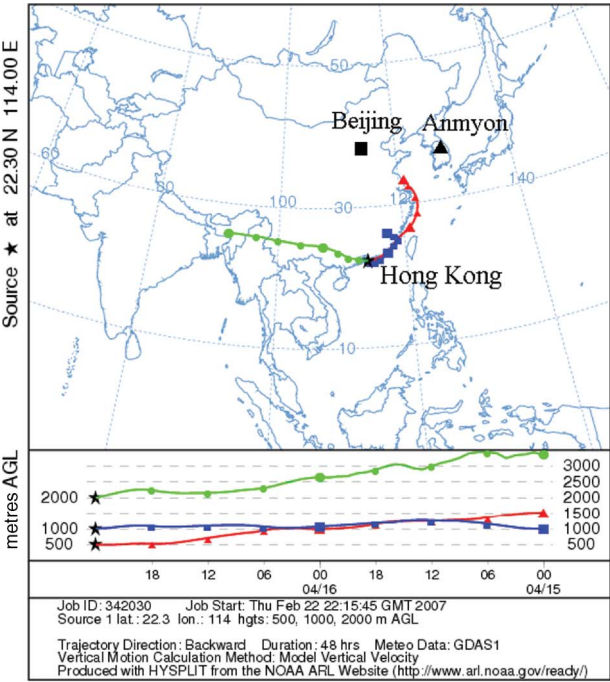 Source ★ at 22.30 N 114.00 E
50
Beijing
Anmyon
60
80
100
30
12
140
Hong Kong
10
metres AGL
2000
1000
500
3000
2500
2000
1500
1000
500
18 12 06 00 18 12 06 00
04/16 04/15
Job ID: 342030 Job Start: Thu Feb 22 22:15:45 GMT 2007
Source 1 lat.: 22.3 lon.: 114 hgts: 500, 1000, 2000 m AGL
Trajectory Direction: Backward Duration: 48 hrs Meteo Data: GDAS1
Vertical Motion Calculation Method: Model Vertical Velocity
Produced with HYSPLIT from the NOAA ARL Website (http://www.arl.noaa.gov/ready/)